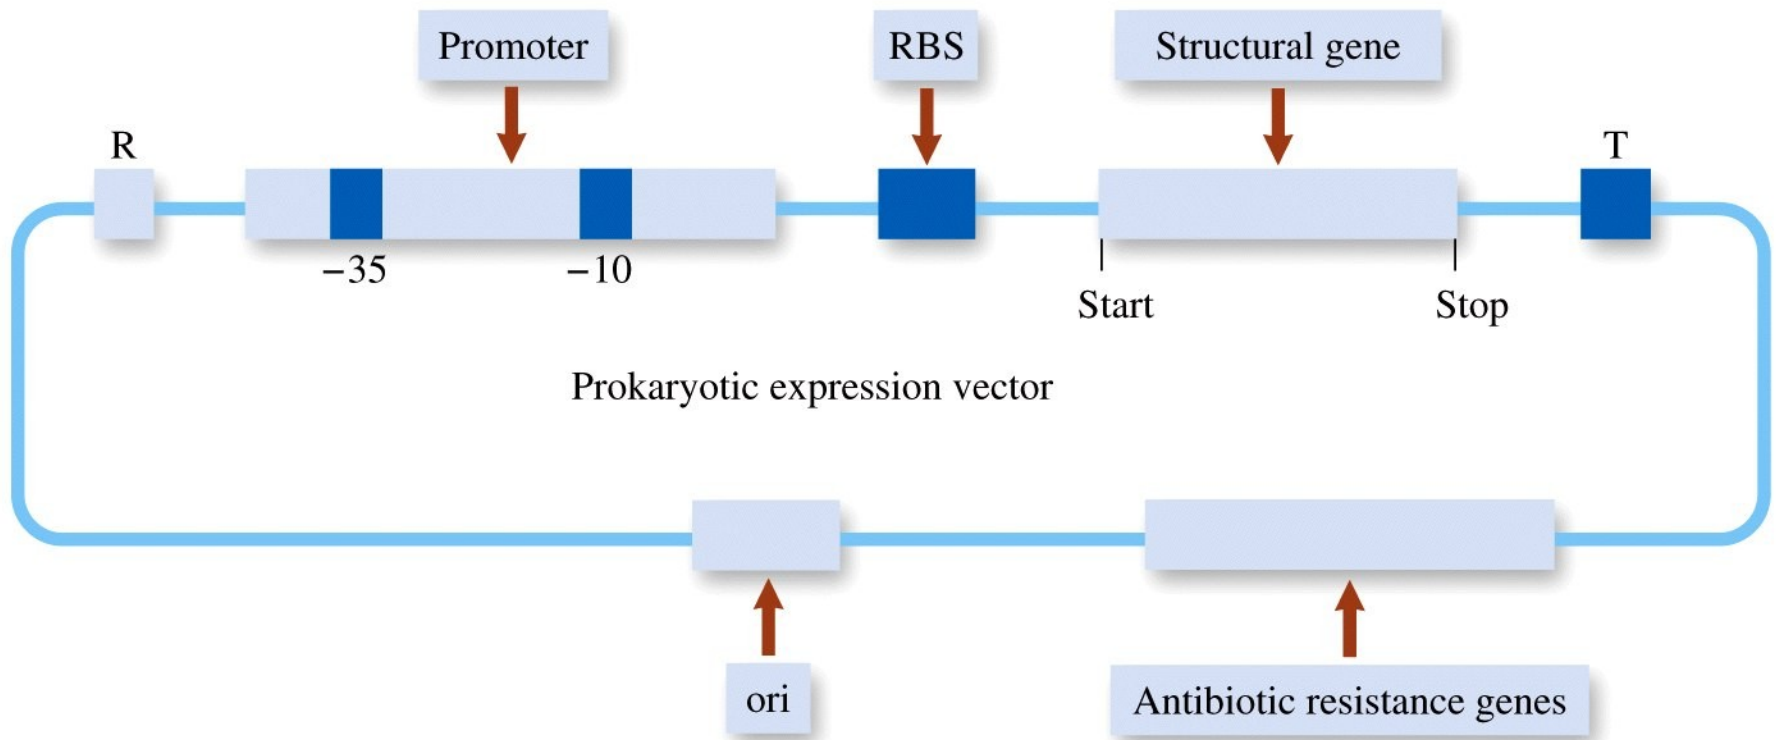 Promoter
RBS
Structural gene
R
T
−35
−10
Start
Stop
Prokaryotic expression vector
ori
Antibiotic resistance genes